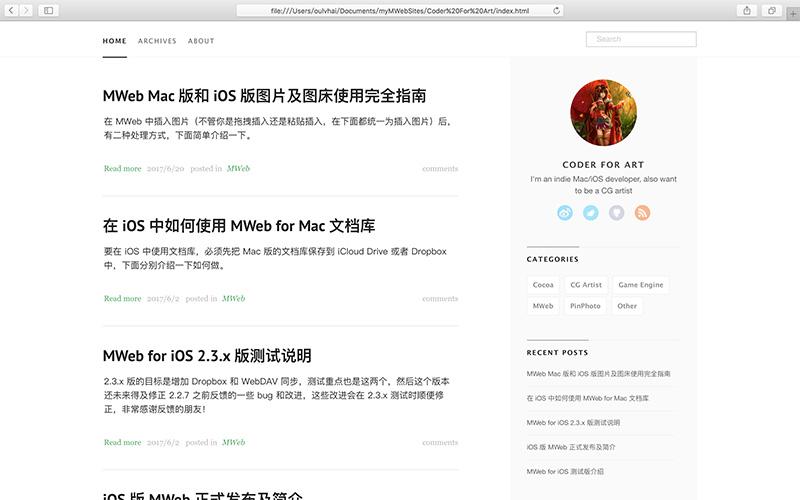 file:///Users/oulvhai/Documents/myMWebSites/Coder%20For%20Art/index.html
HOME ARCHIVES ABOUT
Search
MWeb Mac 版和 iOS 版图片及图床使用完全指南
在 MWeb 中插入图片（不管你是拖拽插入还是粘贴插入，在下面都统一为插入图片）后，
有二种处理方式，下面简单介绍一下。
Read more 2017/6/20 posted in MWeb comments
在 iOS 中如何使用 MWeb for Mac 文档库
要在 iOS 中使用文档库，必须先把 Mac 版的文档库保存到 iCloud Drive 或者 Dropbox
中，下面分别介绍一下如何做。
Read more 2017/6/2 posted in MWeb comments
MWeb for iOS 2.3.x 版测试说明
2.3.x 版的目标是增加 Dropbox 和 WebDAV 同步，测试重点也是这两个，然后这个版本
还未来得及修正 2.2.7 之前反馈的一些 bug 和改进，这些改进会在 2.3.x 测试时顺便修
正，非常感谢反馈的朋友！
Read more 2017/6/2 posted in MWeb comments
iOS 版 MWeb 正式发布及简介
CODER FOR ART
I'm an indie Mac/iOS developer, also want
to be a CG artist
CATEGORIES
Cocoa CG Artist Game Engine
MWeb PinPhoto Other
RECENT POSTS
MWeb Mac 版和 iOS 版图片及图床使用完全指南
在 iOS 中如何使用 MWeb for Mac 文档库
MWeb for iOS 2.3.x 版测试说明
iOS 版 MWeb 正式发布及简介
MWeb for iOS 测试版介绍